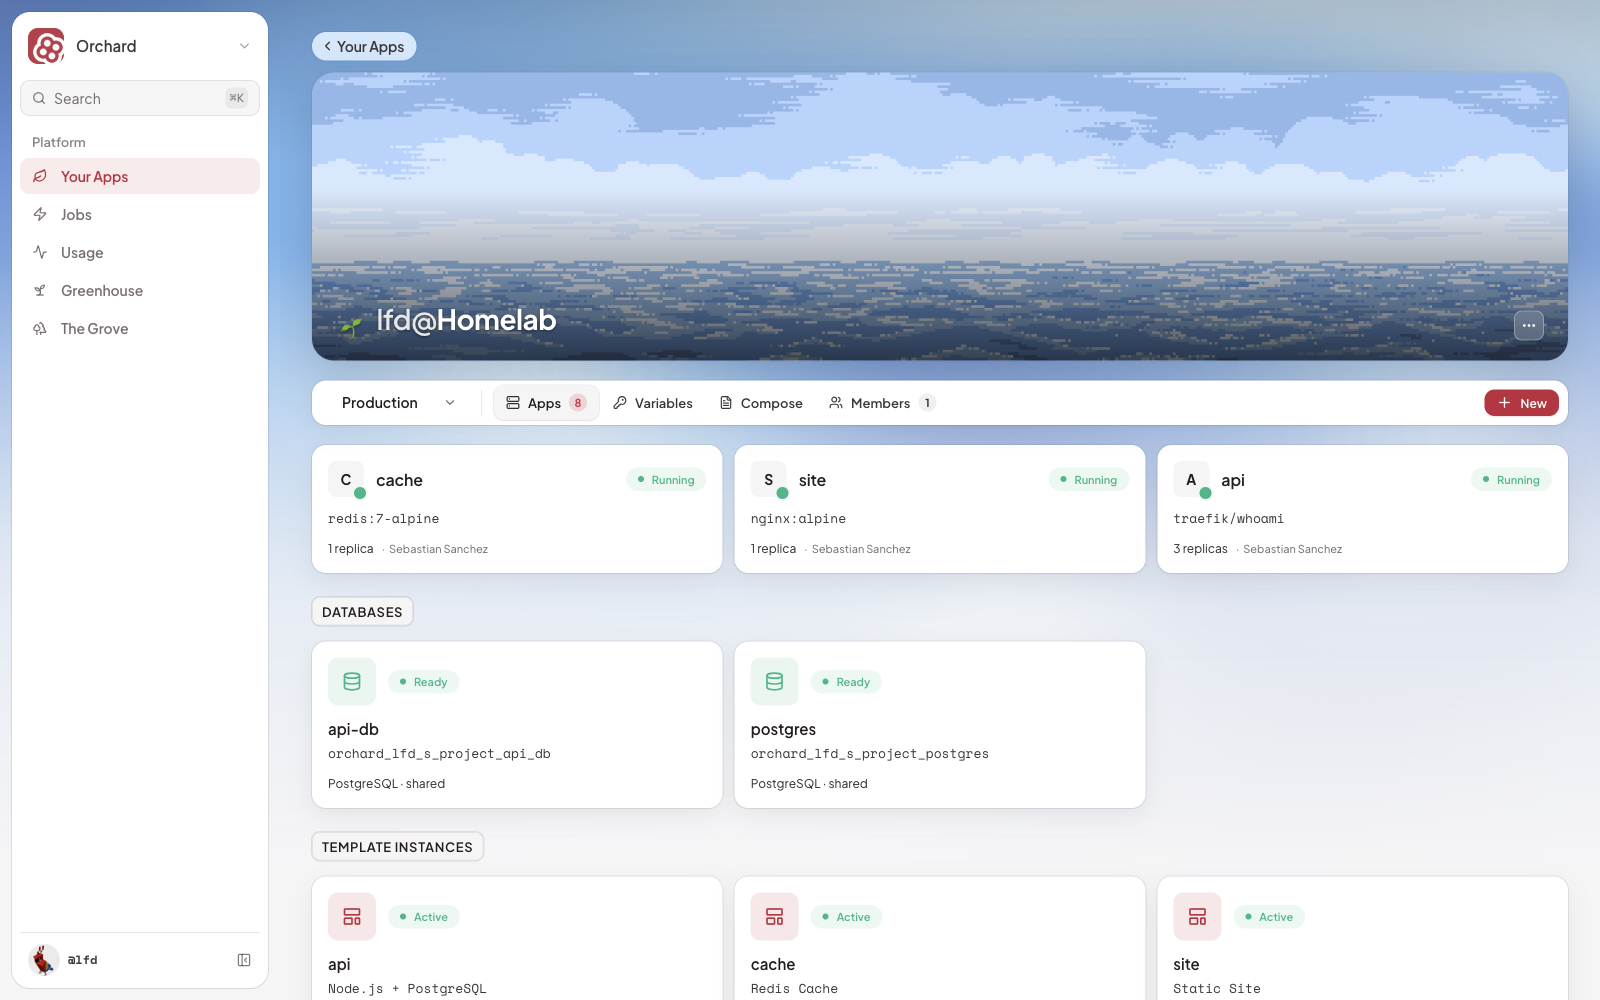 Orchard
Search ⌘K
Platform
Your Apps
Jobs
Usage
Greenhouse
The Grove
@lfd
Your Apps
lfd@Homelab
Production
Apps 8
Variables
Compose
Members 1
New
C cache Running
redis:7-alpine
1 replica · Sebastian Sanchez
S site Running
nginx:alpine
1 replica · Sebastian Sanchez
A api Running
traefik/whoami
3 replicas · Sebastian Sanchez
DATABASES
Ready
api-db
orchard_lfd_s_project_api_db
PostgreSQL · shared
Ready
postgres
orchard_lfd_s_project_postgres
PostgreSQL · shared
TEMPLATE INSTANCES
Active
api
Node.js + PostgreSQL
Active
cache
Redis Cache
Active
site
Static Site